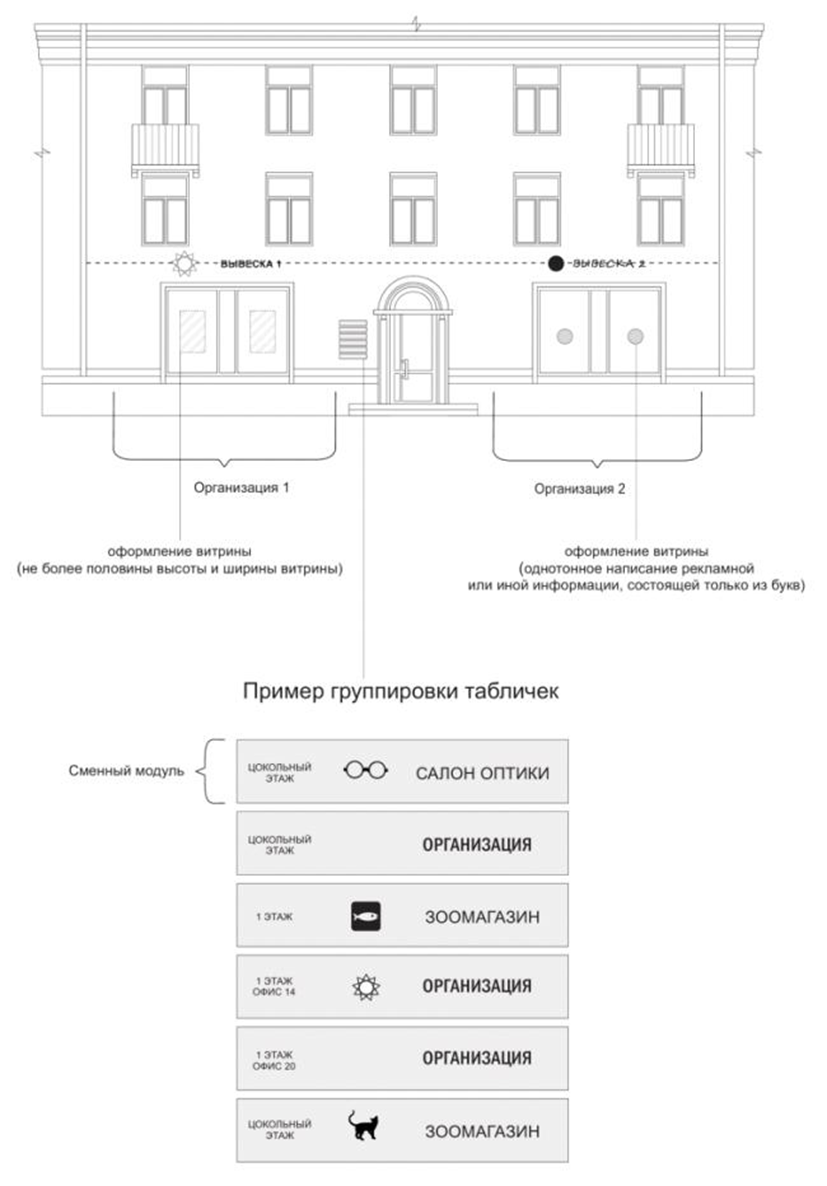 ВЫВЕСКА 1
ВЫВЕСКА 2
Организация 1
Организация 2
оформление витрины
(не более половины высоты и ширины витрины)
оформление витрины
(однотонное написание рекламной
или иной информации, состоящей только из букв)
Пример группировки табличек
Сменный модуль
ЦОКОЛЬНЫЙ
ЭТАЖ
САЛОН ОПТИКИ
ЦОКОЛЬНЫЙ
ЭТАЖ
ОРГАНИЗАЦИЯ
1 ЭТАЖ
ЗООМАГАЗИН
1 ЭТАЖ
ОФИС 14
ОРГАНИЗАЦИЯ
1 ЭТАЖ
ОФИС 20
ОРГАНИЗАЦИЯ
ЦОКОЛЬНЫЙ
ЭТАЖ
ЗООМАГАЗИН